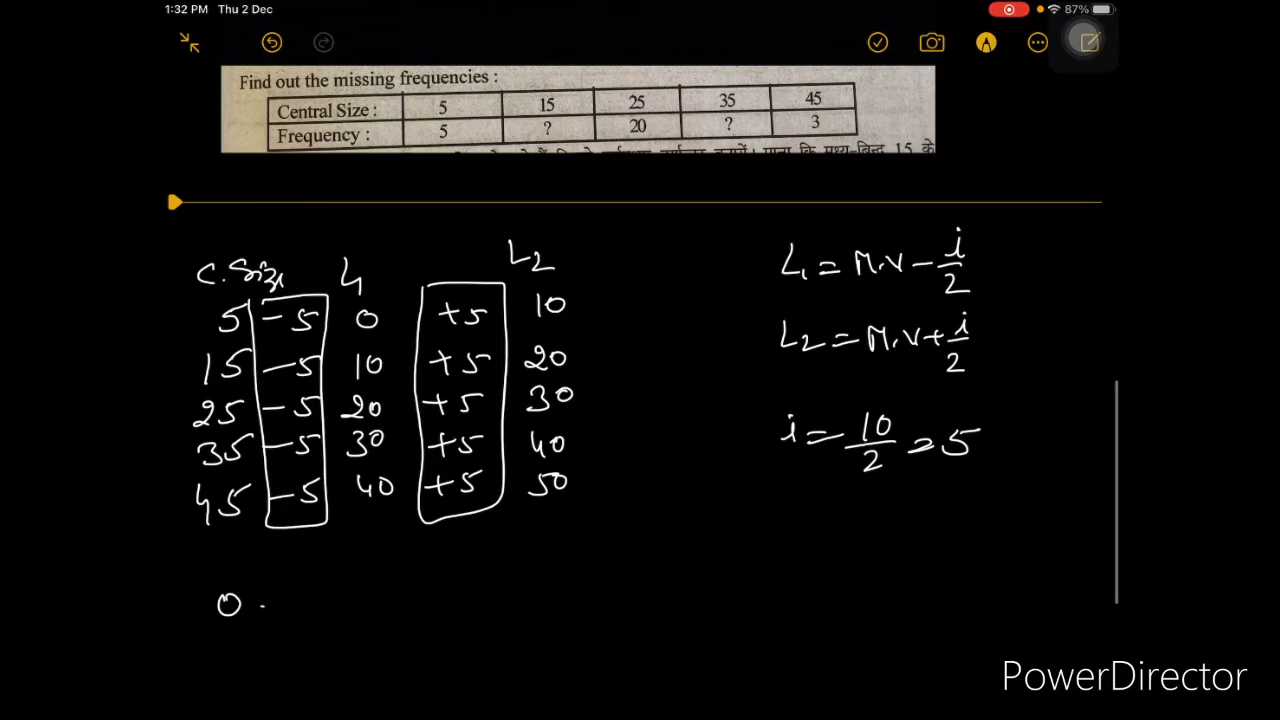 1:32 PM Thu 2 Dec 87%
Find out the missing frequencies :
Central Size : 5 15 25 35 45
Frequency : 5 ? 20 ? 3
C. Size L1 L2
5 -5 0 +5 10
15 -5 10 +5 20
25 -5 20 +5 30
35 -5 30 +5 40
45 -5 40 +5 50
0 -
L1 = M.V - i/2
L2 = M.V + i/2
i = 10/2 = 5
PowerDirector